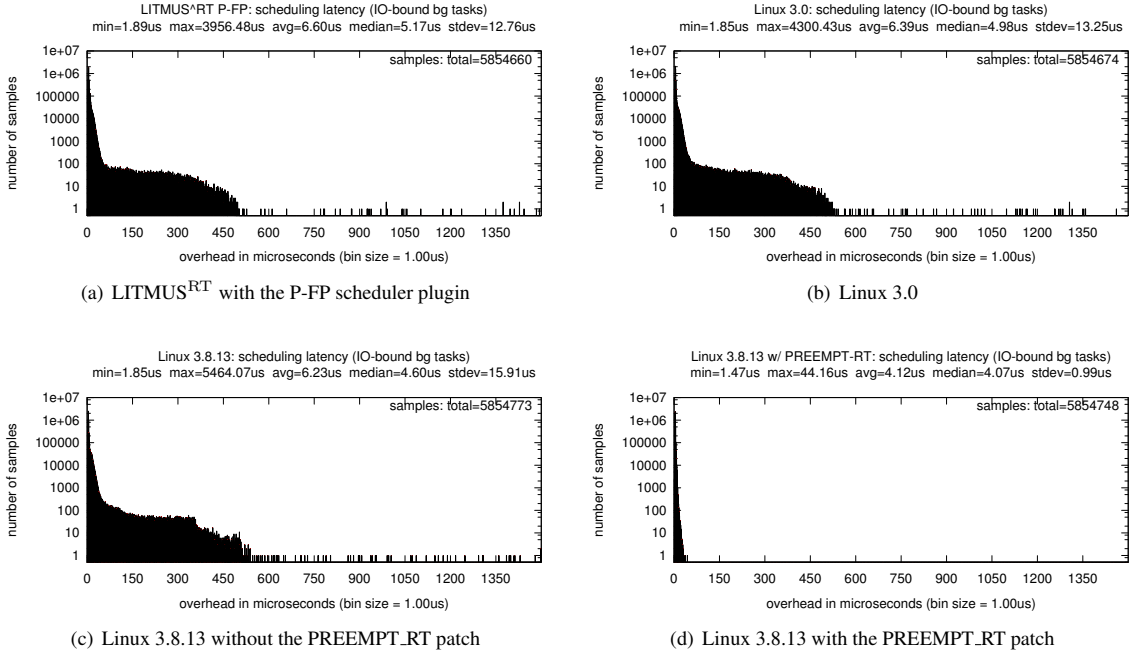 LITMUS^RT P-FP: scheduling latency (IO-bound bg tasks)
min=1.89us max=3956.48us avg=6.60us median=5.17us stdev=12.76us
samples: total=5854660
number of samples
1e+07
1e+06
100000
10000
1000
100
10
1
0 150 300 450 600 750 900 1050 1200 1350
overhead in microseconds (bin size = 1.00us)
(a) LITMUS^RT with the P-FP scheduler plugin
Linux 3.0: scheduling latency (IO-bound bg tasks)
min=1.85us max=4300.43us avg=6.39us median=4.98us stdev=13.25us
samples: total=5854674
number of samples
1e+07
1e+06
100000
10000
1000
100
10
1
0 150 300 450 600 750 900 1050 1200 1350
overhead in microseconds (bin size = 1.00us)
(b) Linux 3.0
Linux 3.8.13: scheduling latency (IO-bound bg tasks)
min=1.85us max=5464.07us avg=6.23us median=4.60us stdev=15.91us
samples: total=5854773
number of samples
1e+07
1e+06
100000
10000
1000
100
10
1
0 150 300 450 600 750 900 1050 1200 1350
overhead in microseconds (bin size = 1.00us)
(c) Linux 3.8.13 without the PREEMPT_RT patch
Linux 3.8.13 w/ PREEMPT-RT: scheduling latency (IO-bound bg tasks)
min=1.47us max=44.16us avg=4.12us median=4.07us stdev=0.99us
samples: total=5854748
number of samples
1e+07
1e+06
100000
10000
1000
100
10
1
0 150 300 450 600 750 900 1050 1200 1350
overhead in microseconds (bin size = 1.00us)
(d) Linux 3.8.13 with the PREEMPT_RT patch